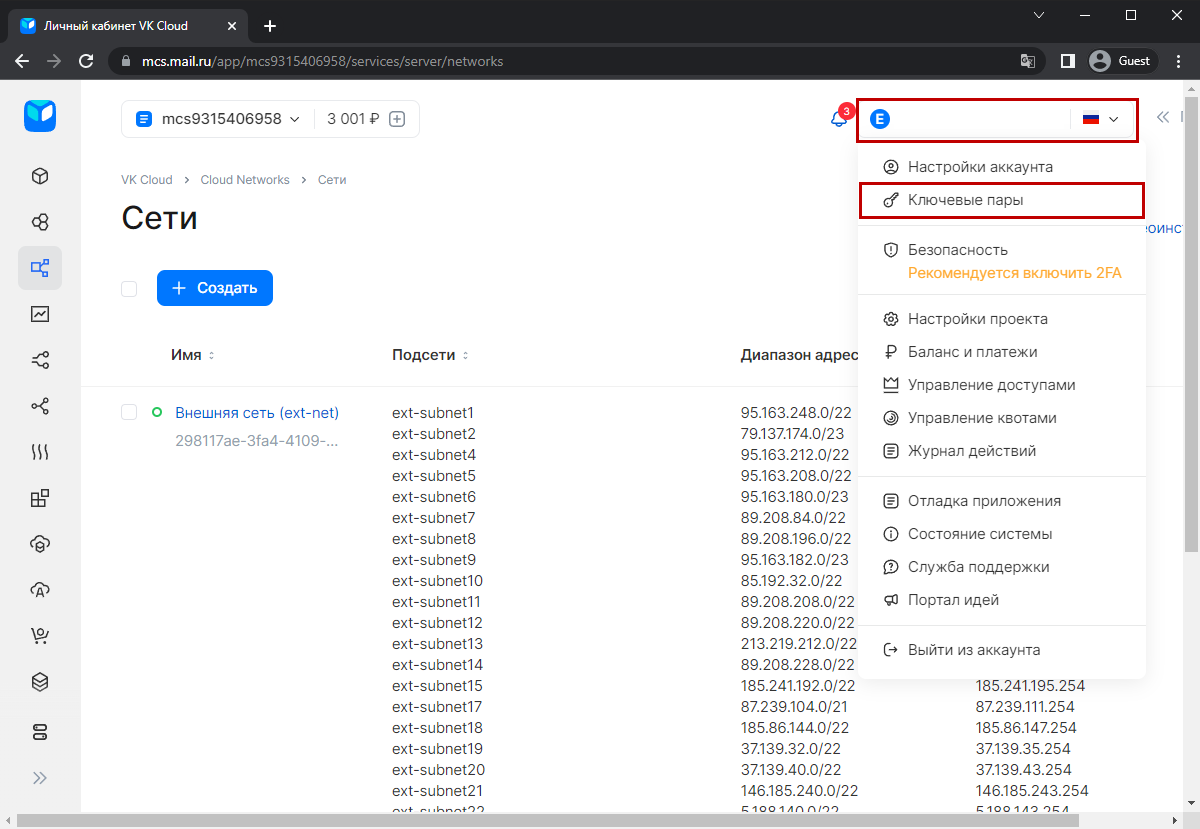 Личный кабинет VK Cloud
mcs.mail.ru/app/mcs9315406958/services/server/networks
Guest
mcs9315406958
3 001 ₽
3
E
VK Cloud
Cloud Networks
Сети
Сети
Создать
Имя
Подсети
Диапазон адрес
Внешняя сеть (ext-net)
298117ae-3fa4-4109-...
ext-subnet1 95.163.248.0/22
ext-subnet2 79.137.174.0/23
ext-subnet4 95.163.212.0/22
ext-subnet5 95.163.208.0/22
ext-subnet6 95.163.180.0/23
ext-subnet7 89.208.84.0/22
ext-subnet8 89.208.196.0/22
ext-subnet9 95.163.182.0/23
ext-subnet10 85.192.32.0/22
ext-subnet11 89.208.208.0/22
ext-subnet12 89.208.220.0/22
ext-subnet13 213.219.212.0/22
ext-subnet14 89.208.228.0/22
ext-subnet15 185.241.192.0/22 185.241.195.254
ext-subnet17 87.239.104.0/21 87.239.111.254
ext-subnet18 185.86.144.0/22 185.86.147.254
ext-subnet19 37.139.32.0/22 37.139.35.254
ext-subnet20 37.139.40.0/22 37.139.43.254
ext-subnet21 146.185.240.0/22 146.185.243.254
ext-subnet22 5.188.140.0/22 5.188.143.254
Настройки аккаунта
Ключевые пары
Безопасность
Рекомендуется включить 2FA
Настройки проекта
Баланс и платежи
Управление доступами
Управление квотами
Журнал действий
Отладка приложения
Состояние системы
Служба поддержки
Портал идей
Выйти из аккаунта